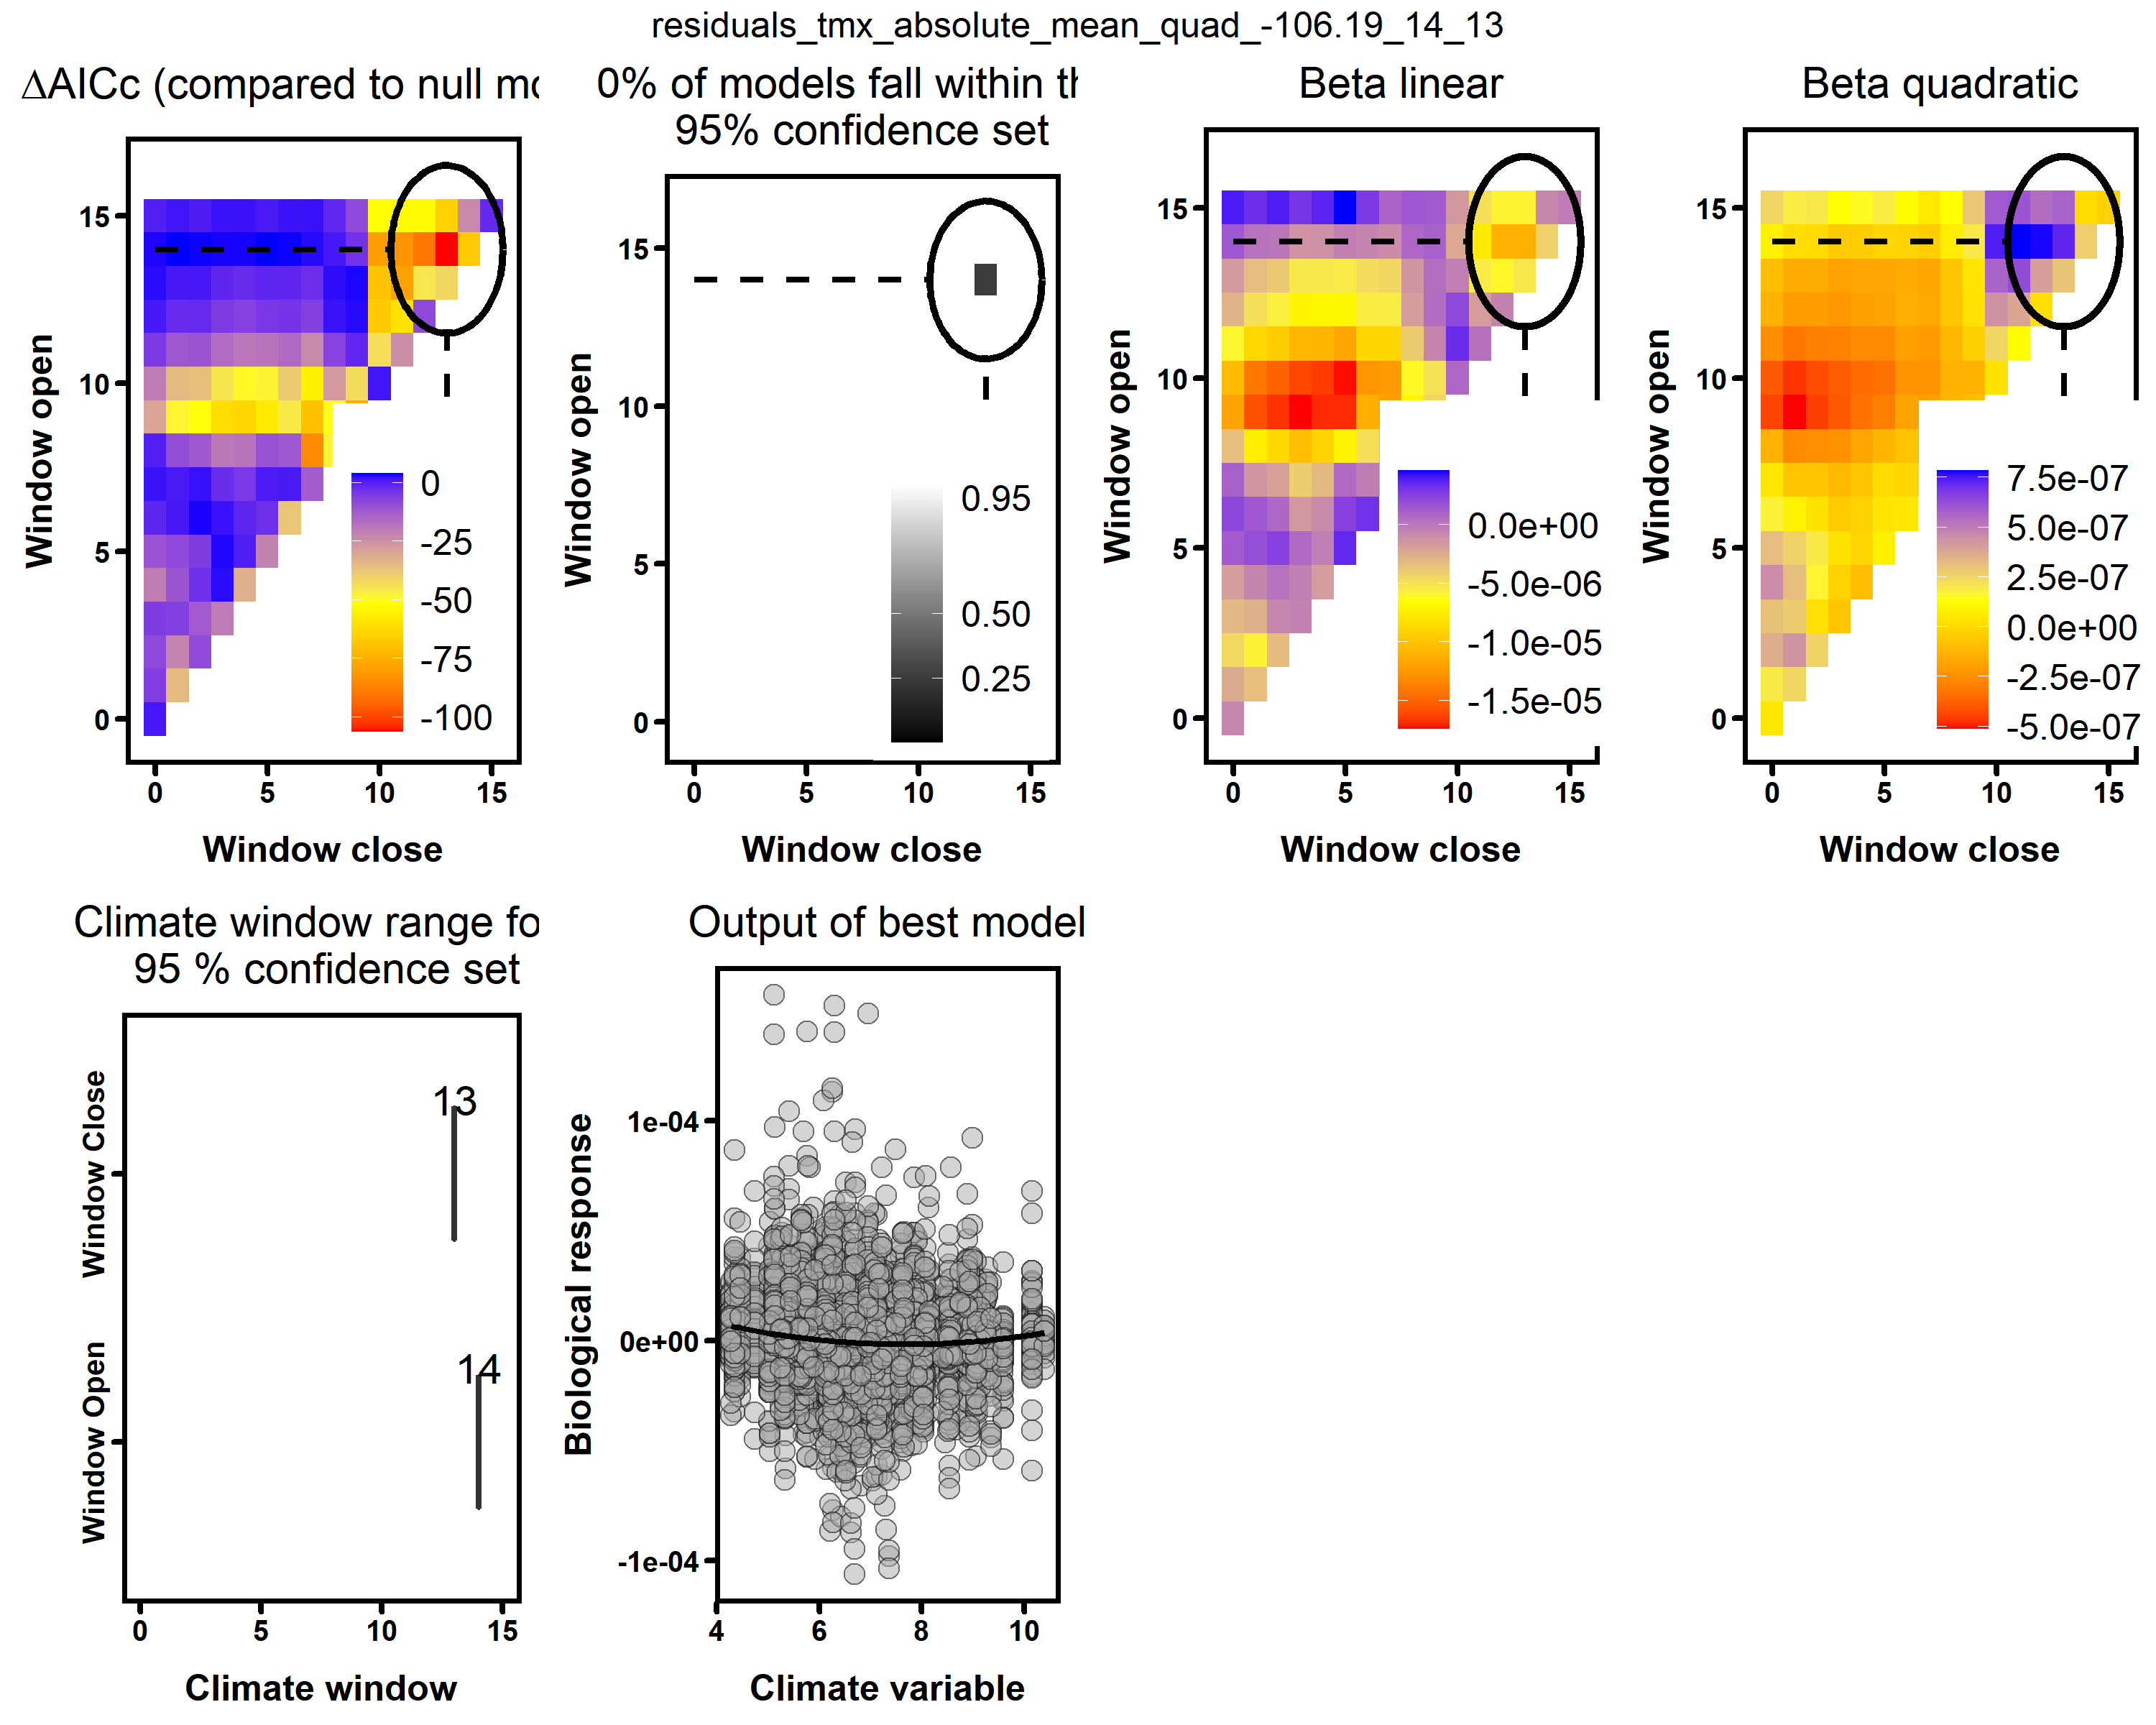 residuals_tmx_absolute_mean_quad_-106.19_14_13
ΔAICc (compared to null mo
Window open
15
10
5
0
0
-25
-50
-75
-100
0 5 10 15
Window close
0% of models fall within th
95% confidence set
Window open
15
10
5
0
0.95
0.50
0.25
0 5 10 15
Window close
Beta linear
Window open
15
10
5
0
0.0e+00
-5.0e-06
-1.0e-05
-1.5e-05
0 5 10 15
Window close
Beta quadratic
Window open
15
10
5
0
7.5e-07
5.0e-07
2.5e-07
0.0e+00
-2.5e-07
-5.0e-07
0 5 10 15
Window close
Climate window range fo
95 % confidence set
Window Close
Window Open
13
14
0 5 10 15
Climate window
Output of best model
Biological response
1e-04
0e+00
-1e-04
4 6 8 10
Climate variable